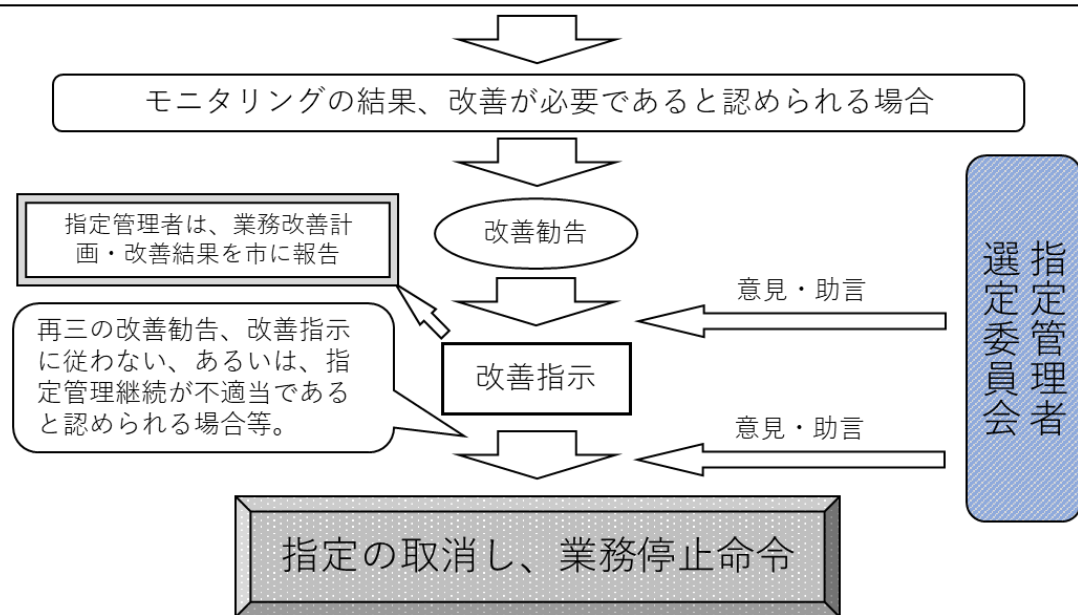 モニタリングの結果、改善が必要であると認められる場合
指定管理者は、業務改善計
画・改善結果を市に報告
改善勧告
指定管理者
選定委員会
意見・助言
再三の改善勧告、改善指示
に従わない、あるいは、指
定管理継続が不適当である
と認められる場合等。
改善指示
意見・助言
指定の取消し、業務停止命令